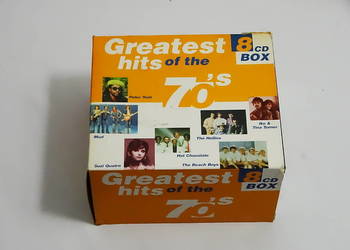 Greatest
hits of the
70's
8 CD
BOX
Peter Tosh
Mud
The Hollies
Ike &
Tina Turner
Suzi Quatro
Hot Chocolate
The Beach Boys
Greatest
hits of the
70's
8 CD
BOX